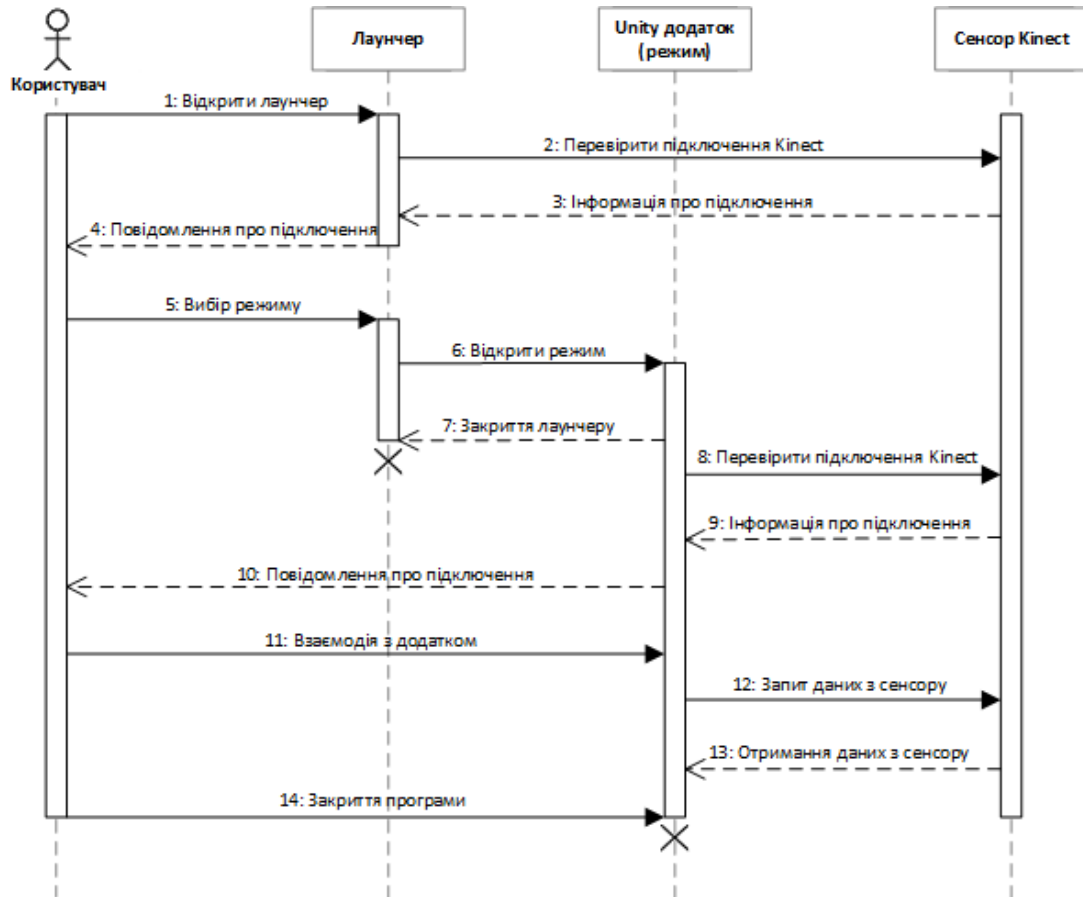 Користувач
Лаунчер
Unity додаток
(режим)
Сенсор Kinect
1: Відкрити лаунчер
2: Перевірити підключення Kinect
3: Інформація про підключення
4: Повідомлення про підключення
5: Вибір режиму
6: Відкрити режим
7: Закриття лаунчеру
8: Перевірити підключення Kinect
9: Інформація про підключення
10: Повідомлення про підключення
11: Взаємодія з додатком
12: Запит даних з сенсору
13: Отримання даних з сенсору
14: Закриття програми